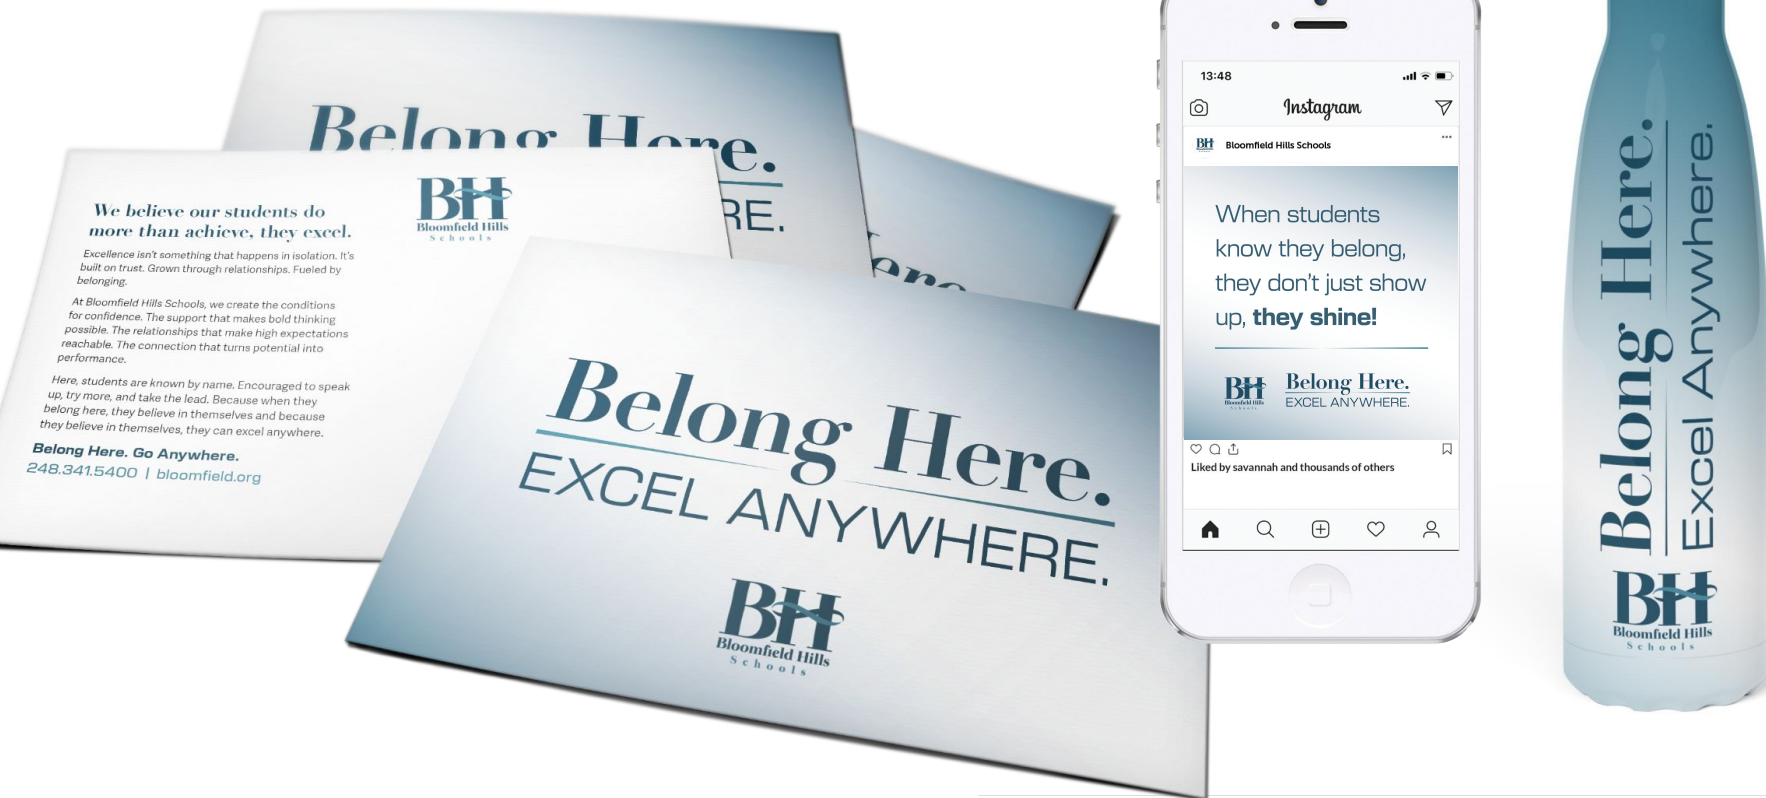 Belong Here.
RE.
We believe our students do
more than achieve, they excel.
Excellence isn't something that happens in isolation. It's
built on trust. Grown through relationships. Fueled by
belonging.
At Bloomfield Hills Schools, we create the conditions
for confidence. The support that makes bold thinking
possible. The relationships that make high expectations
reachable. The connection that turns potential into
performance.
Here, students are known by name. Encouraged to speak
up, try more, and take the lead. Because when they
belong here, they believe in themselves and because
they believe in themselves, they can excel anywhere.
Belong Here. Go Anywhere.
248.341.5400 | bloomfield.org
BH
Bloomfield Hills
Schools
ere
Belong Here.
EXCEL ANYWHERE.
BH
Bloomfield Hills
Schools
13:48
Instagram
BH
Bloomfield Hills Schools
When students
know they belong,
they don't just show
up, they shine!
BH
Bloomfield Hills
Schools
Belong Here.
EXCEL ANYWHERE.
Liked by savannah and thousands of others
Belong Here.
Excel Anywhere.
BH
Bloomfield Hills
Schools